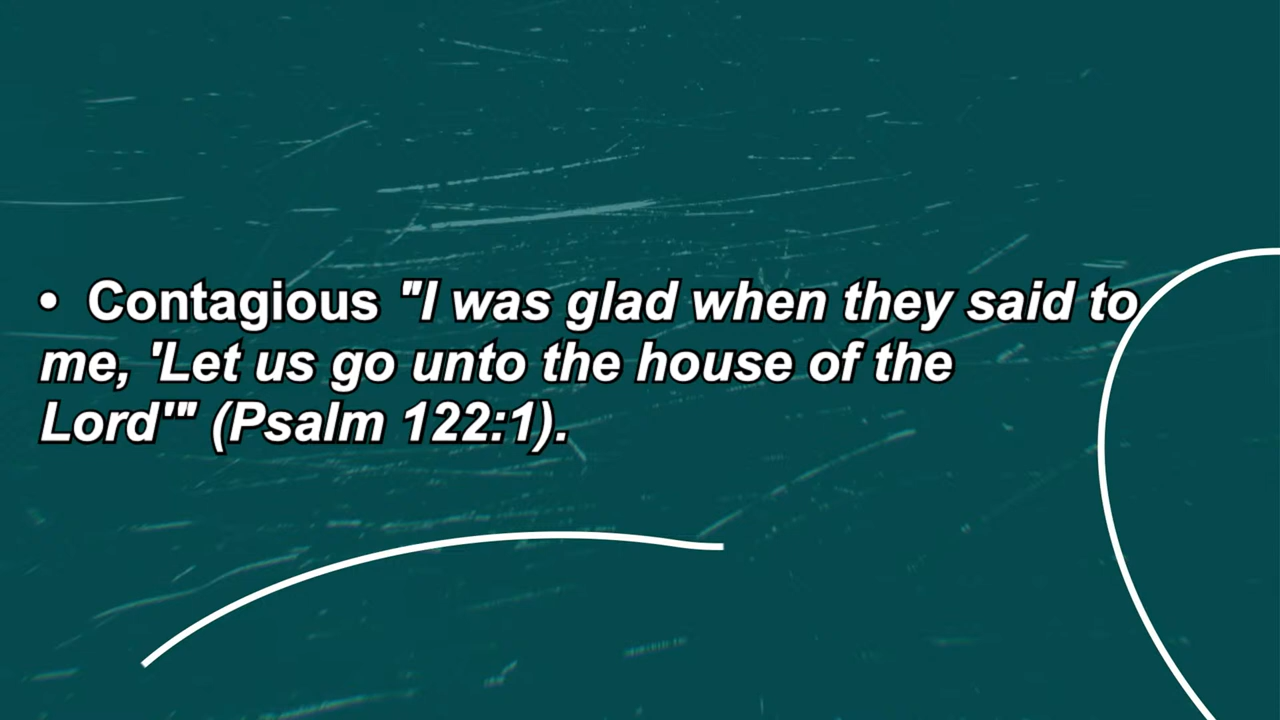 • Contagious "I was glad when they said to
me, 'Let us go unto the house of the
Lord'" (Psalm 122:1).